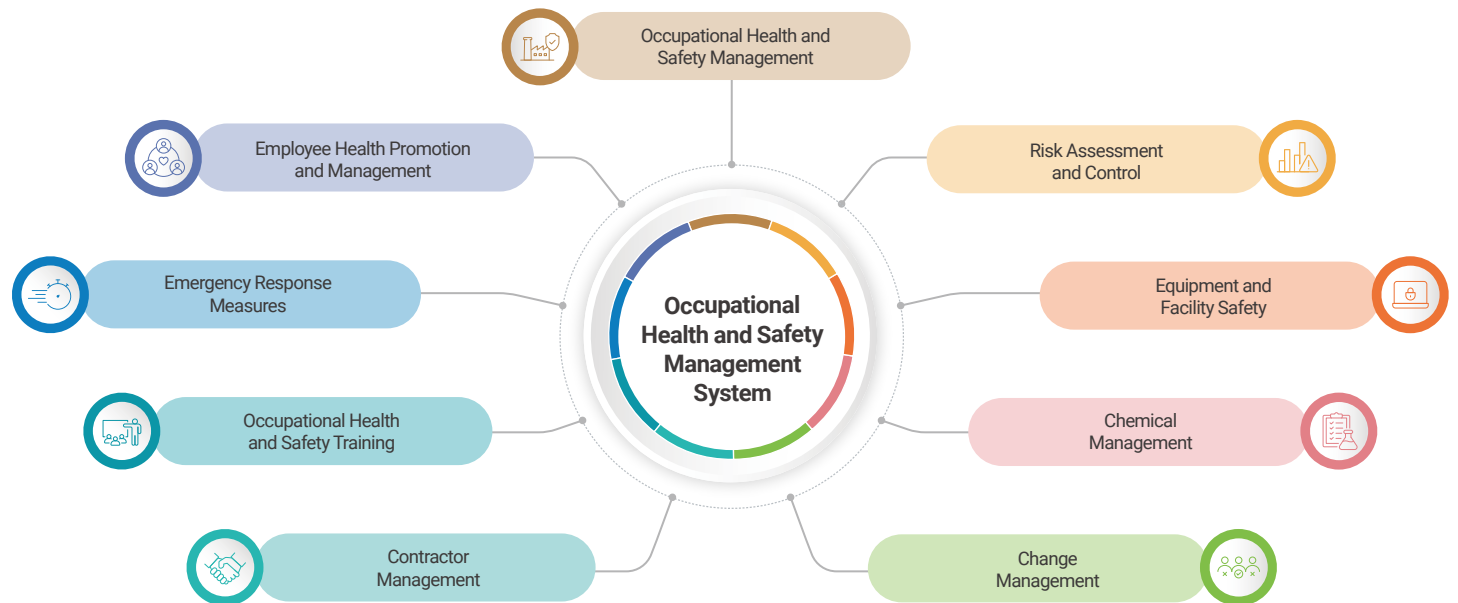 Occupational Health and
Safety Management
Employee Health Promotion
and Management
Risk Assessment
and Control
Emergency Response
Measures
Equipment and
Facility Safety
Occupational
Health and Safety
Management
System
Occupational Health
and Safety Training
Chemical
Management
Contractor
Management
Change
Management